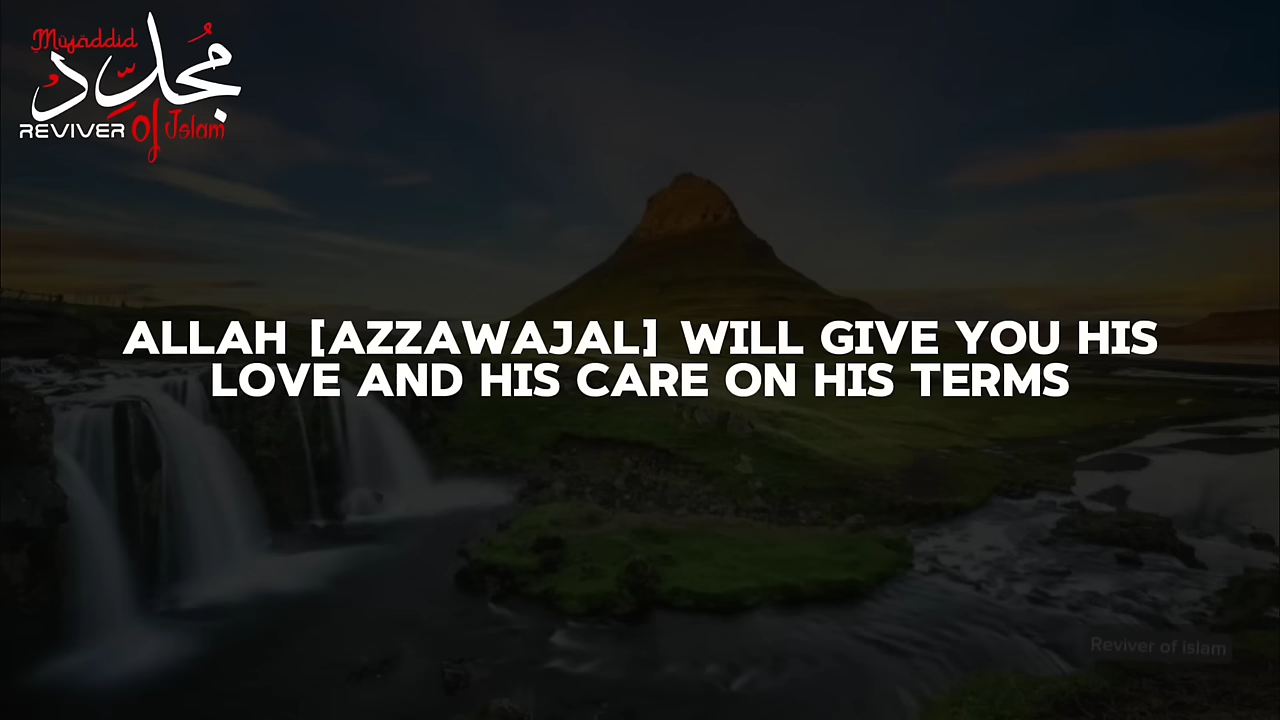 Mujaddid
مُجَدِّد
REVIVER Of Islam
ALLAH [AZZAWAJAL] WILL GIVE YOU HIS
LOVE AND HIS CARE ON HIS TERMS
Reviver of islam